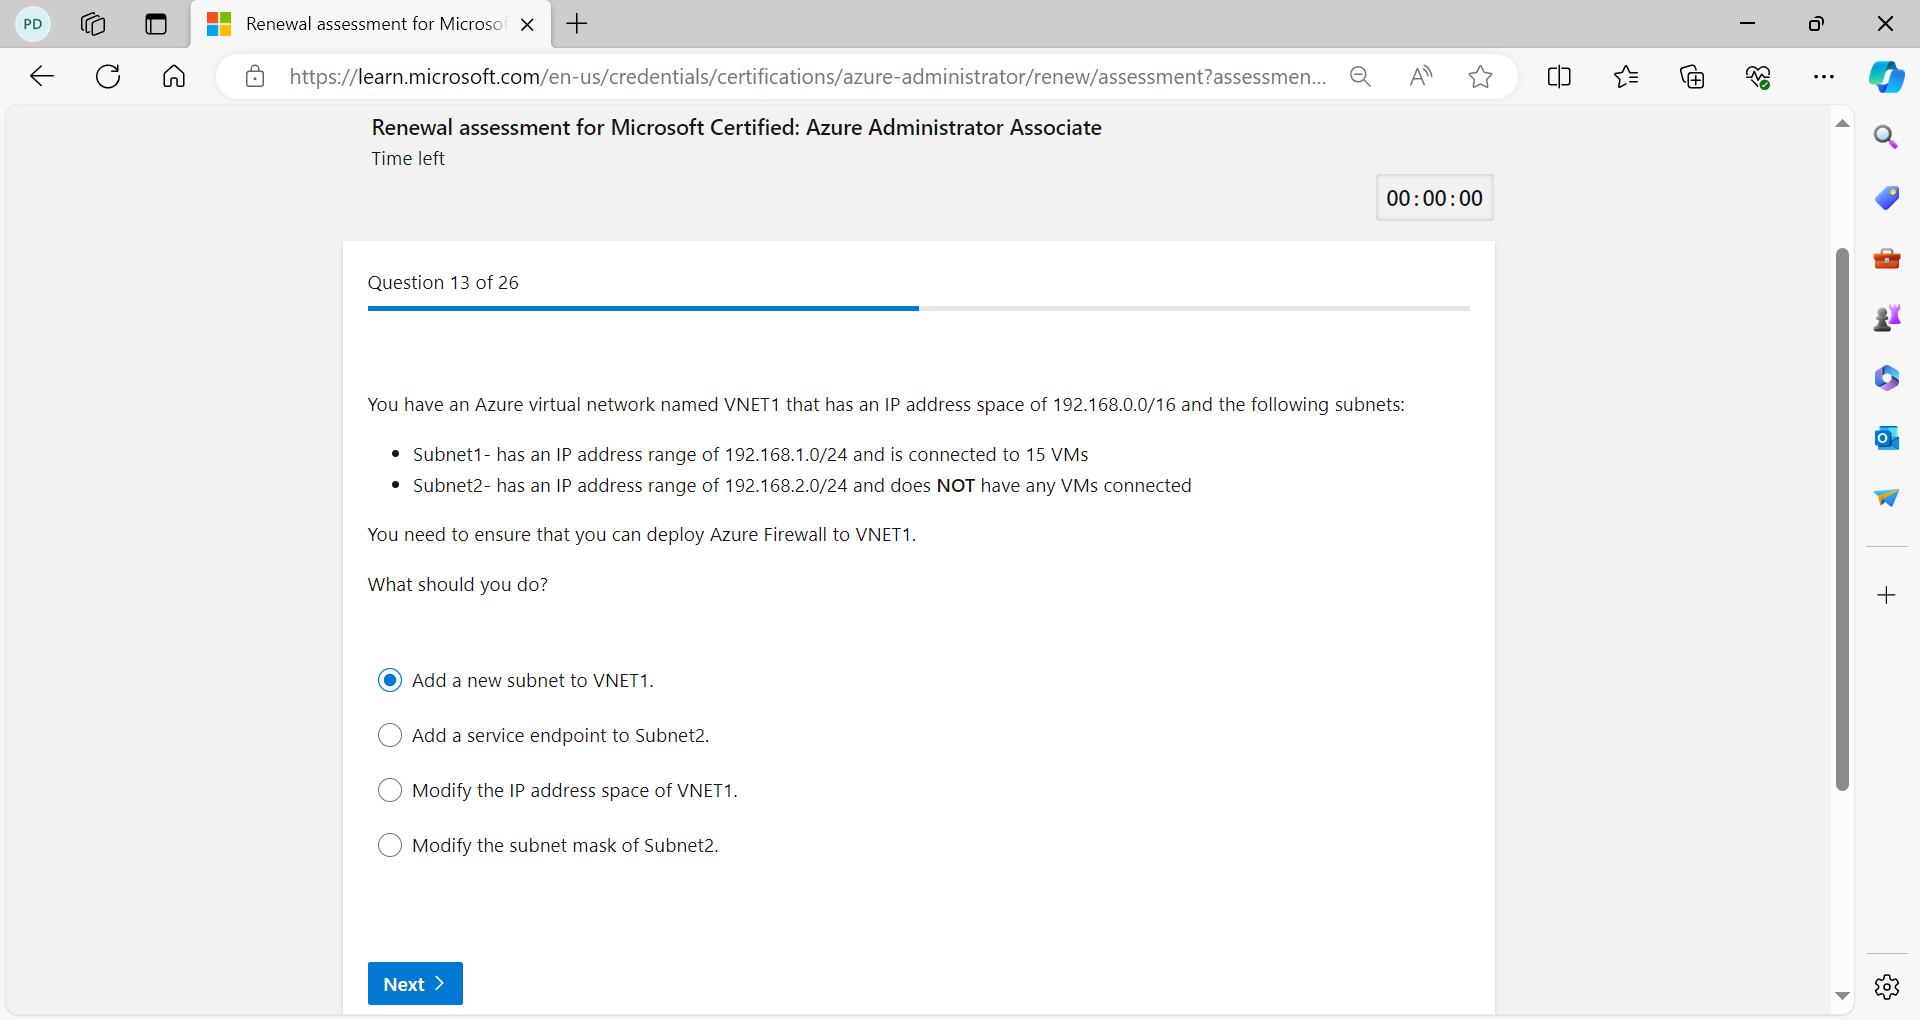 PD
Renewal assessment for Microsof
https://learn.microsoft.com/en-us/credentials/certifications/azure-administrator/renew/assessment?assessmen...
Renewal assessment for Microsoft Certified: Azure Administrator Associate
Time left
00:00:00
Question 13 of 26
You have an Azure virtual network named VNET1 that has an IP address space of 192.168.0.0/16 and the following subnets:
• Subnet1- has an IP address range of 192.168.1.0/24 and is connected to 15 VMs
• Subnet2- has an IP address range of 192.168.2.0/24 and does NOT have any VMs connected
You need to ensure that you can deploy Azure Firewall to VNET1.
What should you do?
Add a new subnet to VNET1.
Add a service endpoint to Subnet2.
Modify the IP address space of VNET1.
Modify the subnet mask of Subnet2.
Next